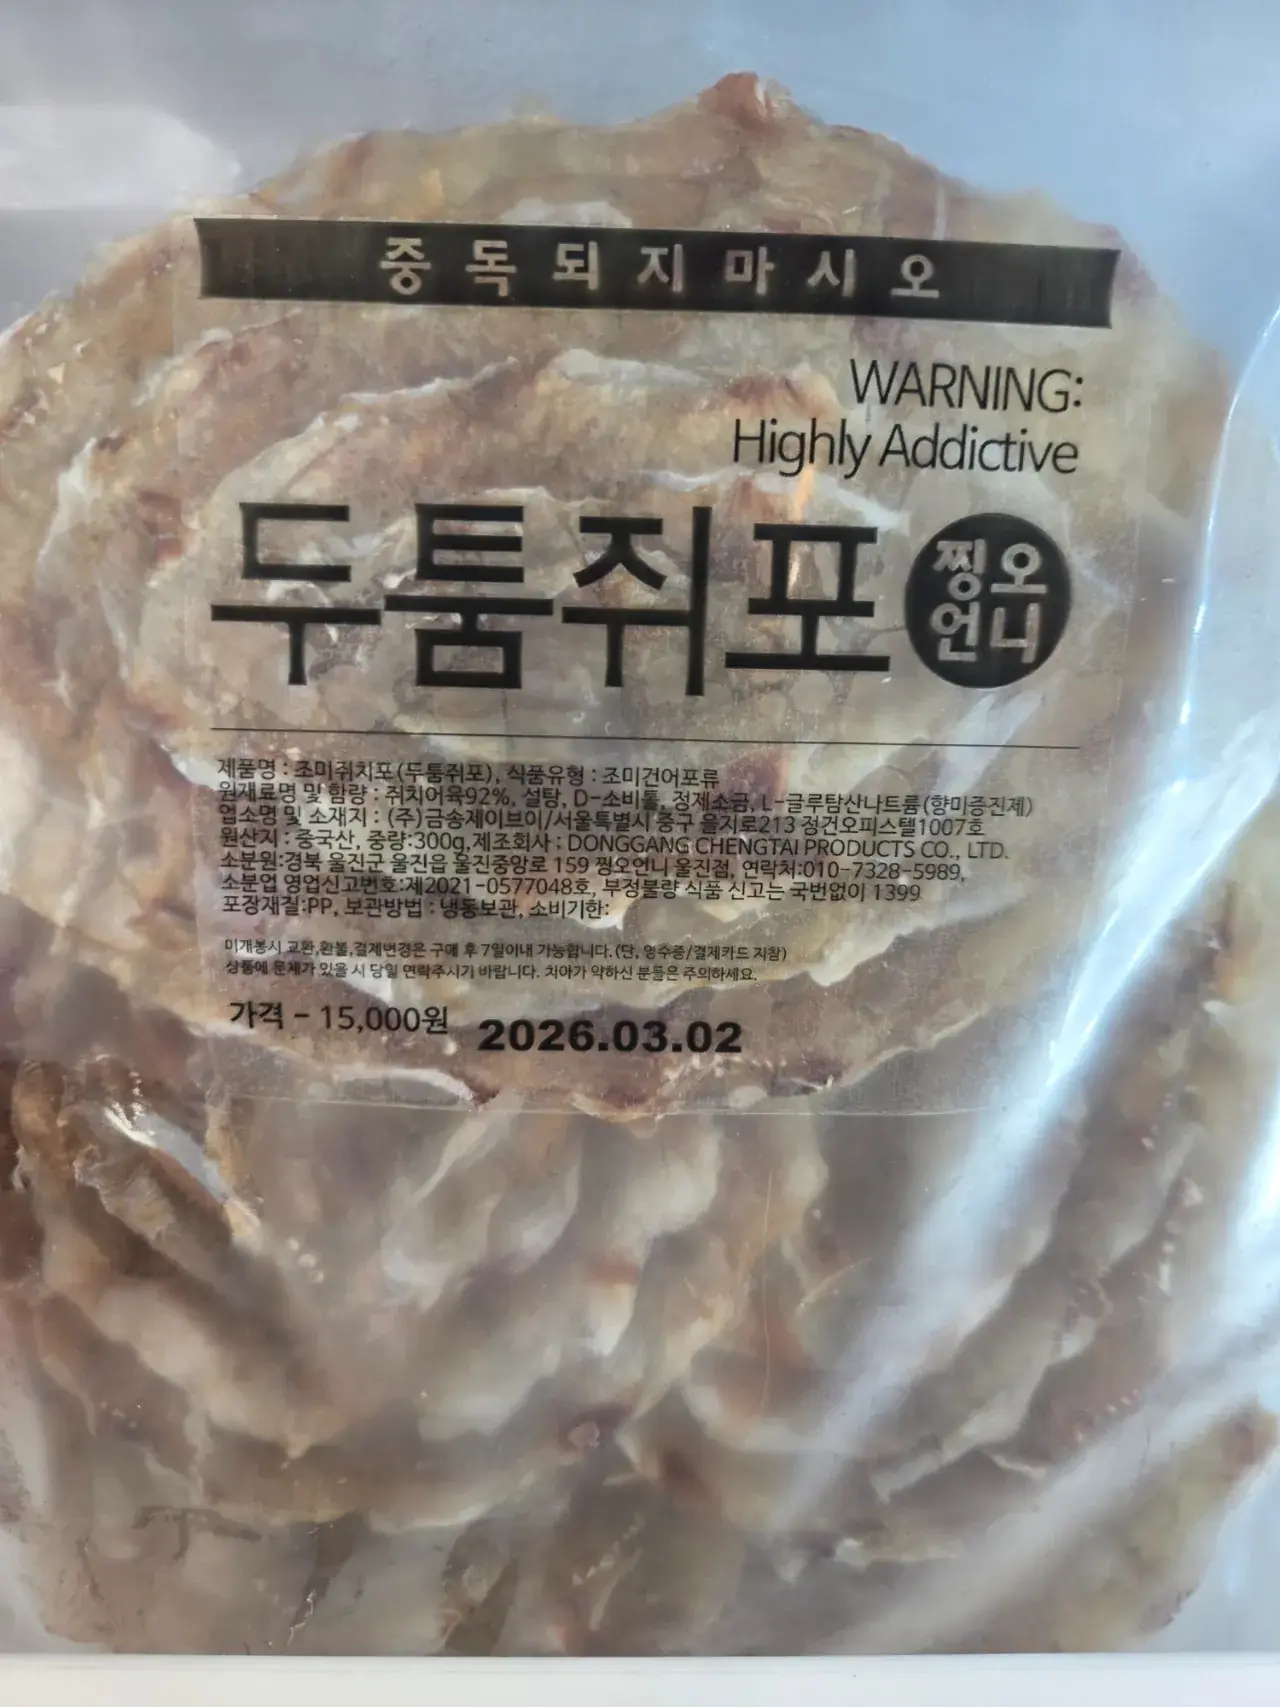 중독되지마시오
WARNING:
Highly Addictive
두툼쥐포
찡오
언니
제품명 : 조미쥐치포(두툼쥐포), 식품유형 : 조미건어포류
원재료명 및 함량 : 쥐치어육92%, 설탕, D-소비톨, 정제소금, L-글루탐산나트륨(향미증진제)
업소명 및 소재지 : (주)금송제이브이/서울특별시 중구 을지로213 정건오피스텔1007호
원산지 : 중국산, 중량:300g,제조회사 : DONGGANG CHENGTAI PRODUCTS CO., LTD.
소분원:경북 울진군 울진읍 울진중앙로 159 찡오언니 울진점, 연락처:010-7328-5989,
소분업 영업신고번호:제2021-0577048호, 부정불량 식품 신고는 국번없이 1399
포장재질:PP, 보관방법 : 냉동보관, 소비기한:
미개봉시 교환,환불,결제변경은 구매 후 7일이내 가능합니다.(단, 영수증/결제카드 지참)
상품에 문제가 있을 시 당일 연락주시기 바랍니다. 치아가 약하신 분들은 주의하세요.
가격 - 15,000원 2026.03.02